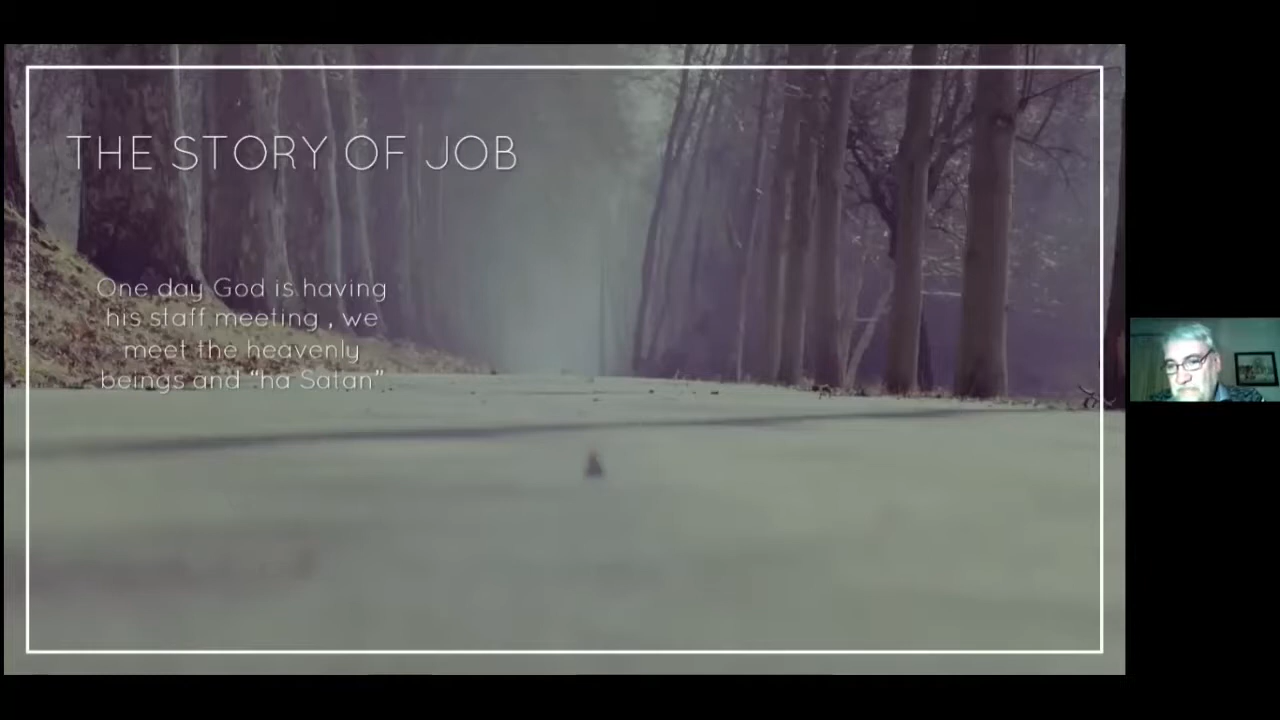 THE STORY OF JOB
One day God is having
his staff meeting , we
meet the heavenly
beings and “ha Satan”